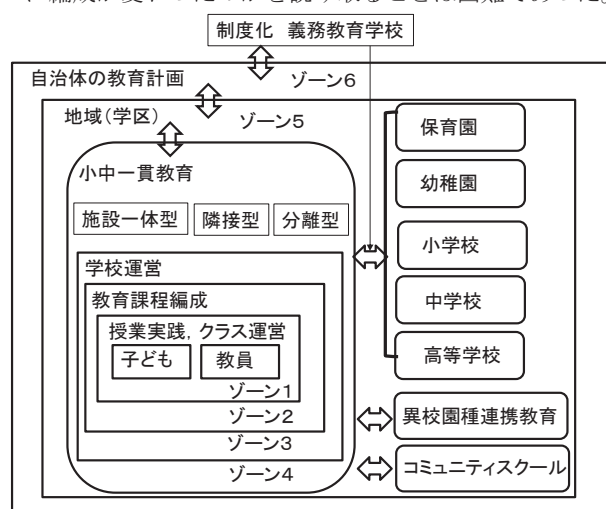 制度化 義務教育学校
自治体の教育計画
ゾーン6
地域(学区)
ゾーン5
小中一貫教育
施設一体型
隣接型
分離型
学校運営
教育課程編成
授業実践,クラス運営
子ども
教員
ゾーン1
ゾーン2
ゾーン3
ゾーン4
保育園
幼稚園
小学校
中学校
高等学校
異校園種連携教育
コミュニティスクール